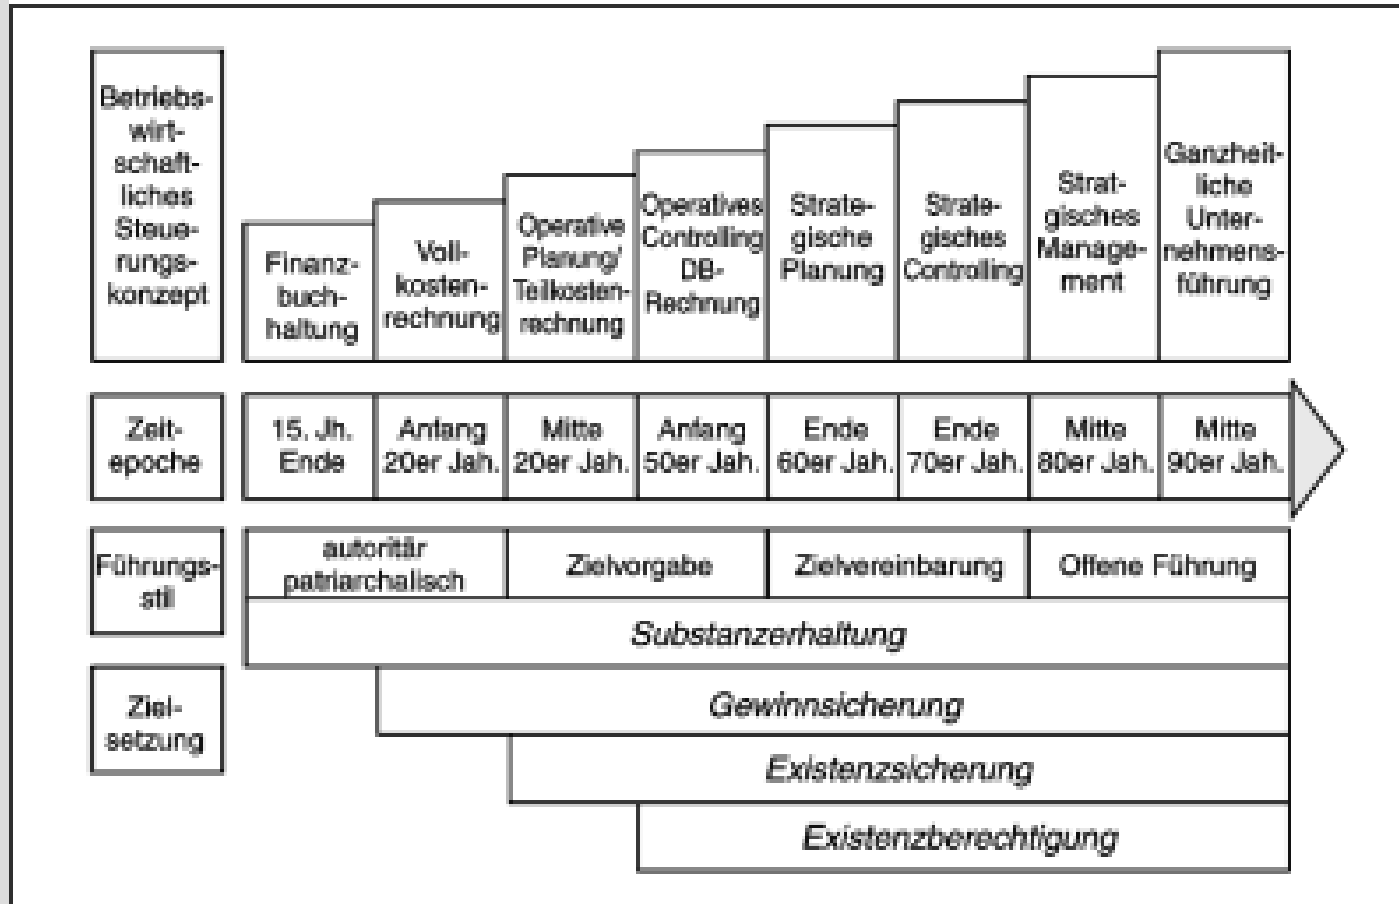 Betriebs-
wirt-
schaft-
liches
Steue-
rungs-
konzept
Finanz-
buch-
haltung
Voll-
kosten-
rechnung
Operative
Planung/
Teilkosten-
rechnung
Operatives
Controlling
DB-
Rechnung
Strate-
gische
Planung
Strate-
gisches
Controlling
Strat-
gisches
Manage-
ment
Ganzheit-
liche
Unter-
nehmens-
führung
Zeit-
epoche
15. Jh.
Ende
Anfang
20er Jah.
Mitte
20er Jah.
Anfang
50er Jah.
Ende
60er Jah.
Ende
70er Jah.
Mitte
80er Jah.
Mitte
90er Jah.
Führungs-
stil
autoritär
patriarchalisch
Zielvorgabe
Zielvereinbarung
Offene Führung
Substanzerhaltung
Ziel-
setzung
Gewinnsicherung
Existenzsicherung
Existenzberechtigung